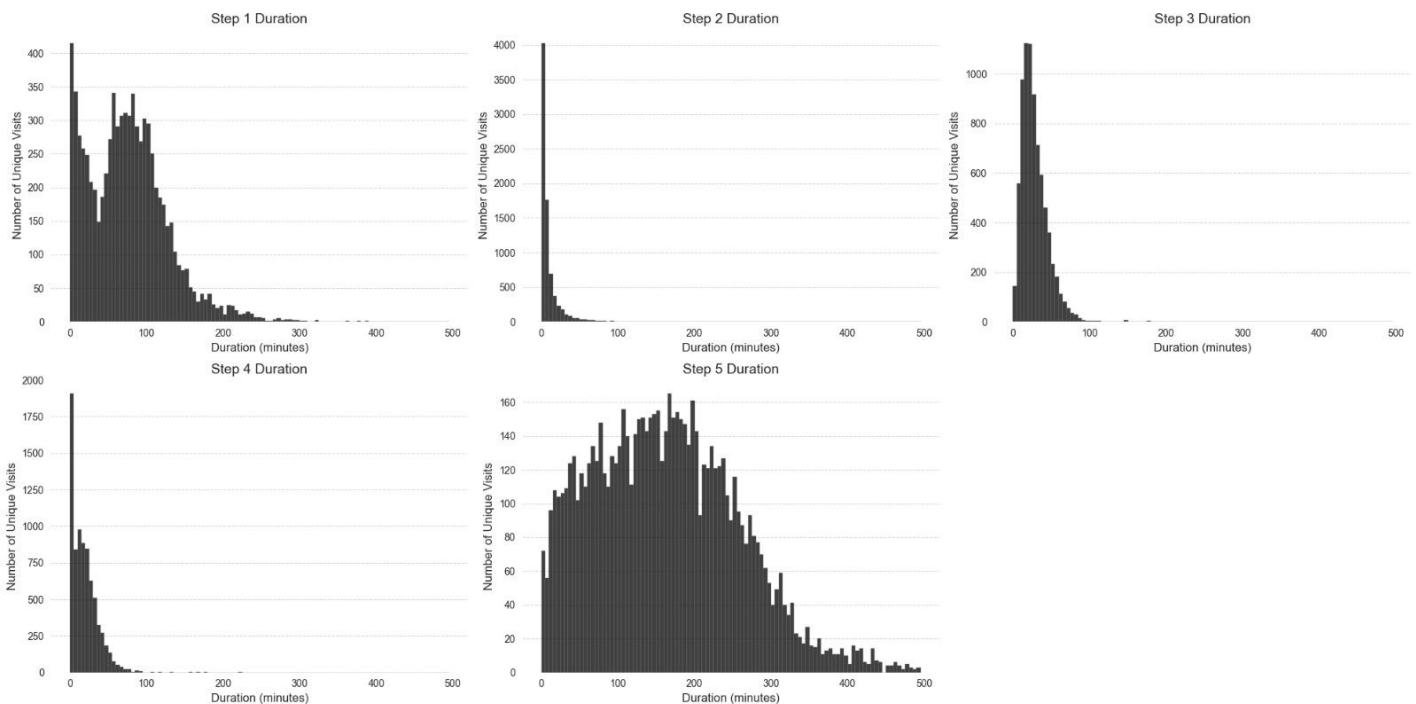 Step 1 Duration
Number of Unique Visits
400
350
300
250
200
150
100
50
0
0 100 200 300 400 500
Duration (minutes)
Step 2 Duration
Number of Unique Visits
4000
3500
3000
2500
2000
1500
1000
500
0
0 100 200 300 400 500
Duration (minutes)
Step 3 Duration
Number of Unique Visits
1000
800
600
400
200
0
0 100 200 300 400 500
Duration (minutes)
Step 4 Duration
Number of Unique Visits
2000
1750
1500
1250
1000
750
500
250
0
0 100 200 300 400 500
Duration (minutes)
Step 5 Duration
Number of Unique Visits
160
140
120
100
80
60
40
20
0
0 100 200 300 400 500
Duration (minutes)